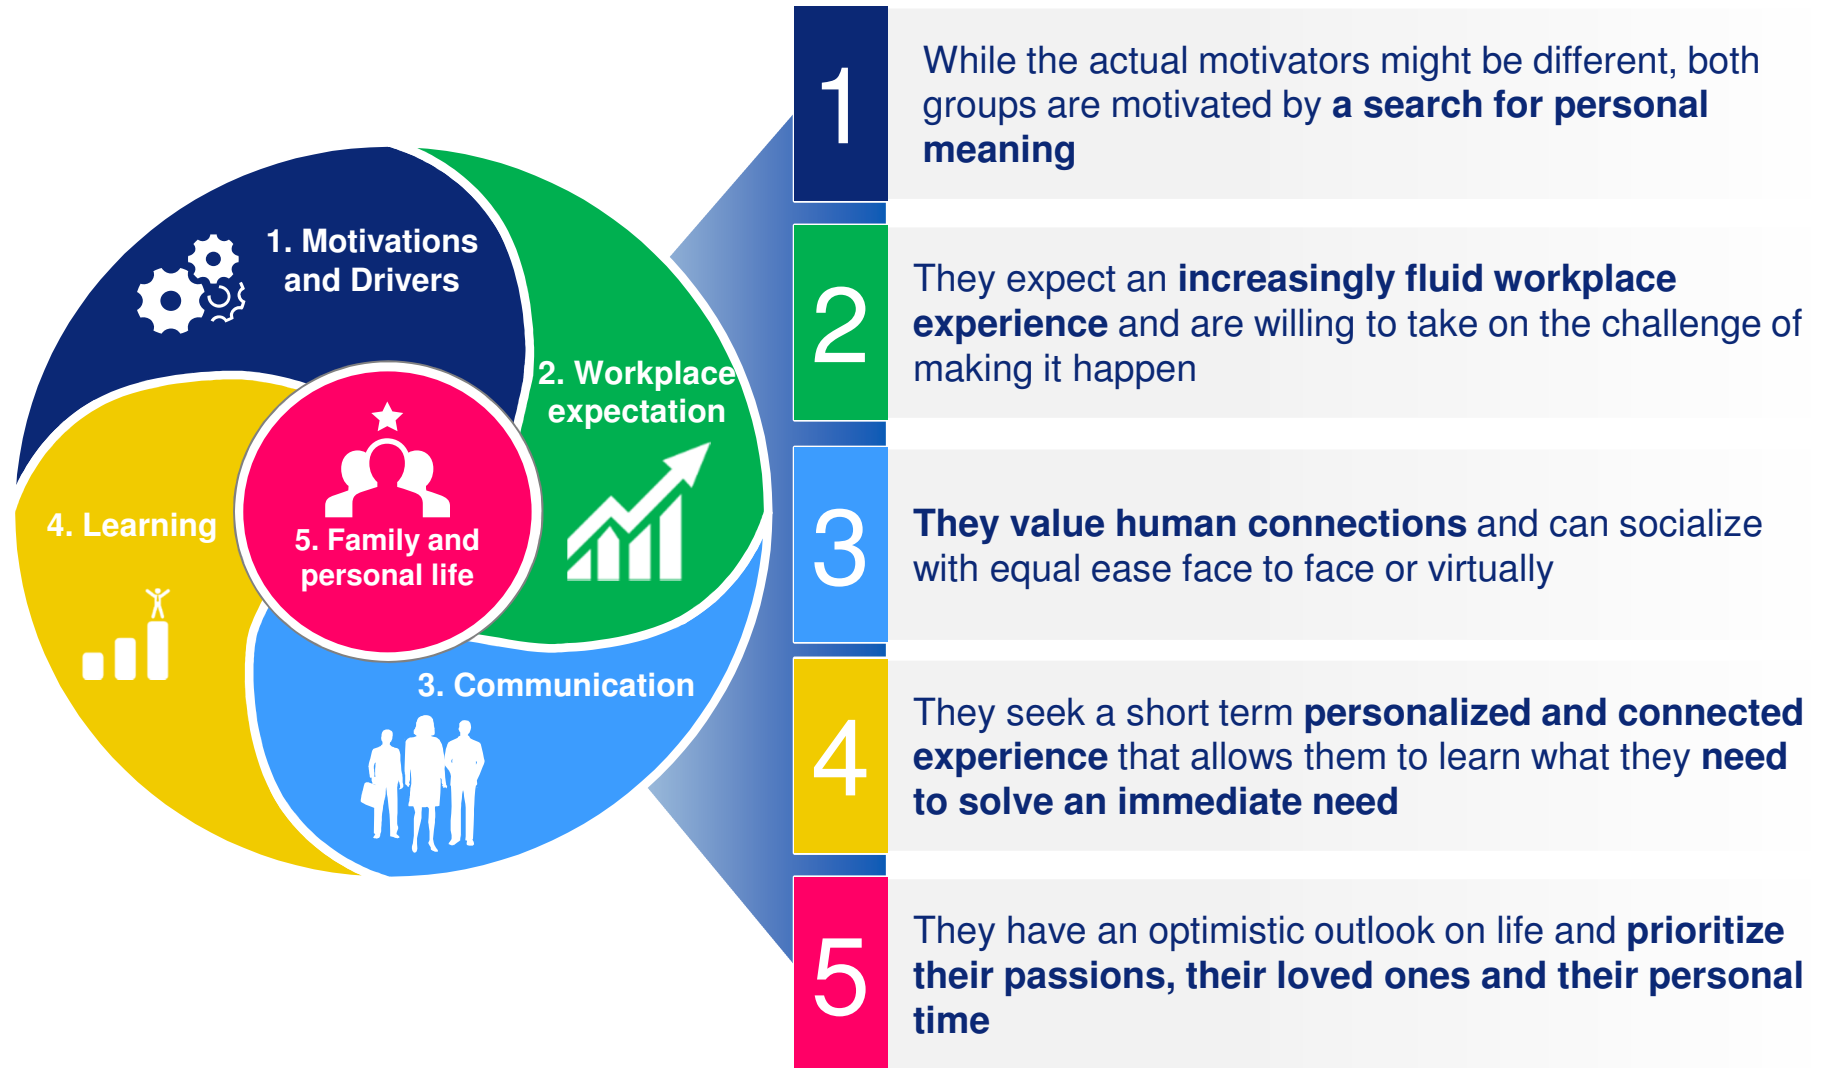 1. Motivations
and Drivers
2. Workplace
expectation
3. Communication
4. Learning
5. Family and
personal life
1
While the actual motivators might be different, both
groups are motivated by a search for personal
meaning
2
They expect an increasingly fluid workplace
experience and are willing to take on the challenge of
making it happen
3
They value human connections and can socialize
with equal ease face to face or virtually
4
They seek a short term personalized and connected
experience that allows them to learn what they need
to solve an immediate need
5
They have an optimistic outlook on life and prioritize
their passions, their loved ones and their personal
time